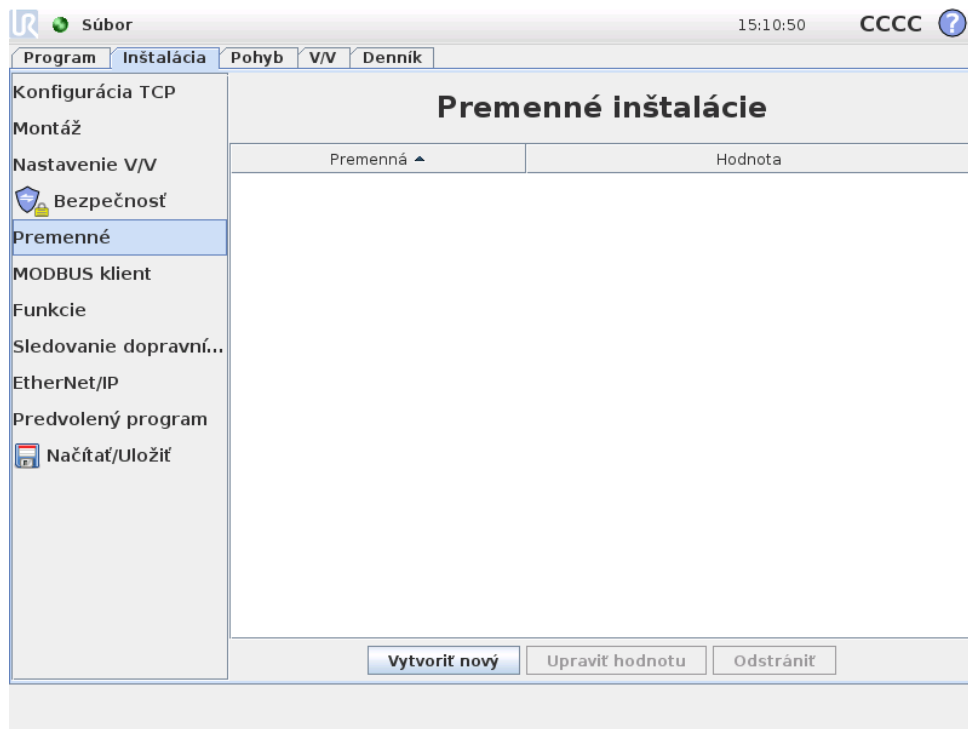 UR Súbor 15:10:50 CCCC ?
Program Inštalácia Pohyb V/V Denník
Konfigurácia TCP
Montáž
Nastavenie V/V
Bezpečnosť
Premenné
MODBUS klient
Funkcie
Sledovanie dopravní...
EtherNet/IP
Predvolený program
Načítať/Uložiť
Premenné inštalácie
Premenná Hodnota
Vytvoriť nový Upraviť hodnotu Odstrániť